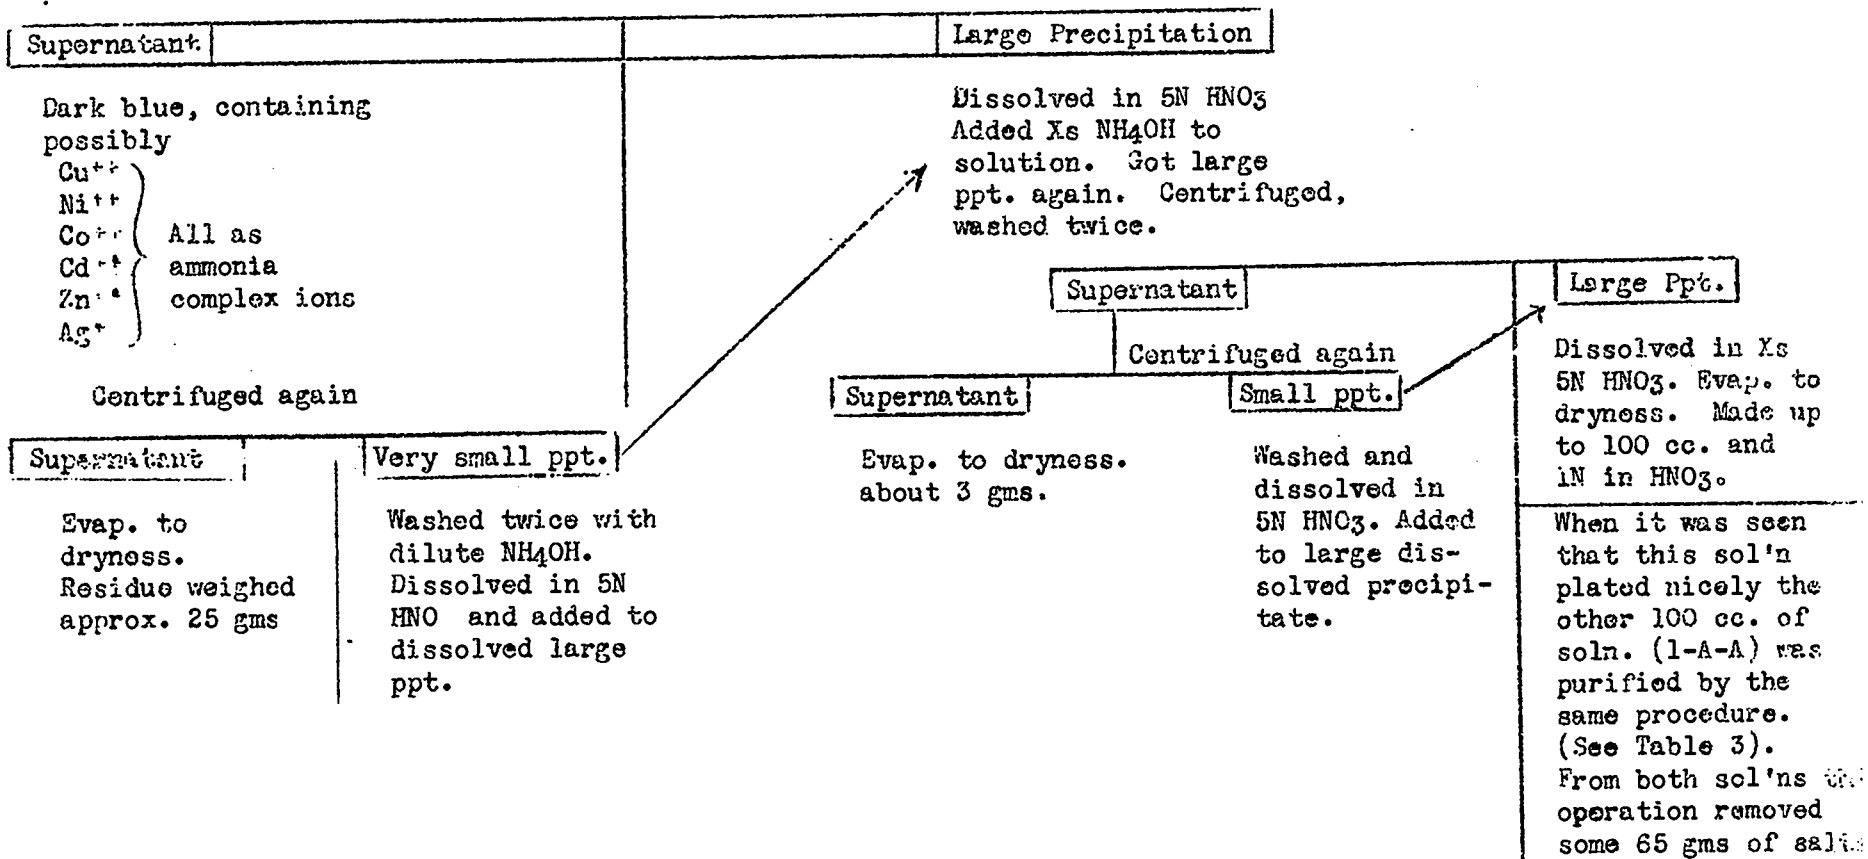 Supernatant
Large Precipitation
Dark blue, containing
possibly
Cu++
Ni++
Co++
Cd++
Zn++
Ag+
All as
ammonia
complex ions
Centrifuged again
Supernatant
Evap. to
dryness.
Residue weighed
approx. 25 gms
Very small ppt.
Washed twice with
dilute NH4OH.
Dissolved in 5N
HNO and added to
dissolved large
ppt.
Dissolved in 5N HNO3
Added Xs NH4OH to
solution. Got large
ppt. again. Centrifuged,
washed twice.
Supernatant
Centrifuged again
Supernatant
Evap. to dryness.
about 3 gms.
Small ppt.
Washed and
dissolved in
5N HNO3. Added
to large dis-
solved precipi-
tate.
Large Ppt.
Dissolved in Xs
5N HNO3. Evap. to
dryness. Made up
to 100 cc. and
1N in HNO3.
When it was seen
that this sol'n
plated nicely the
other 100 cc. of
soln. (1-A-A) was
purified by the
same procedure.
(See Table 3).
From both sol'ns
operation removed
some 65 gms of